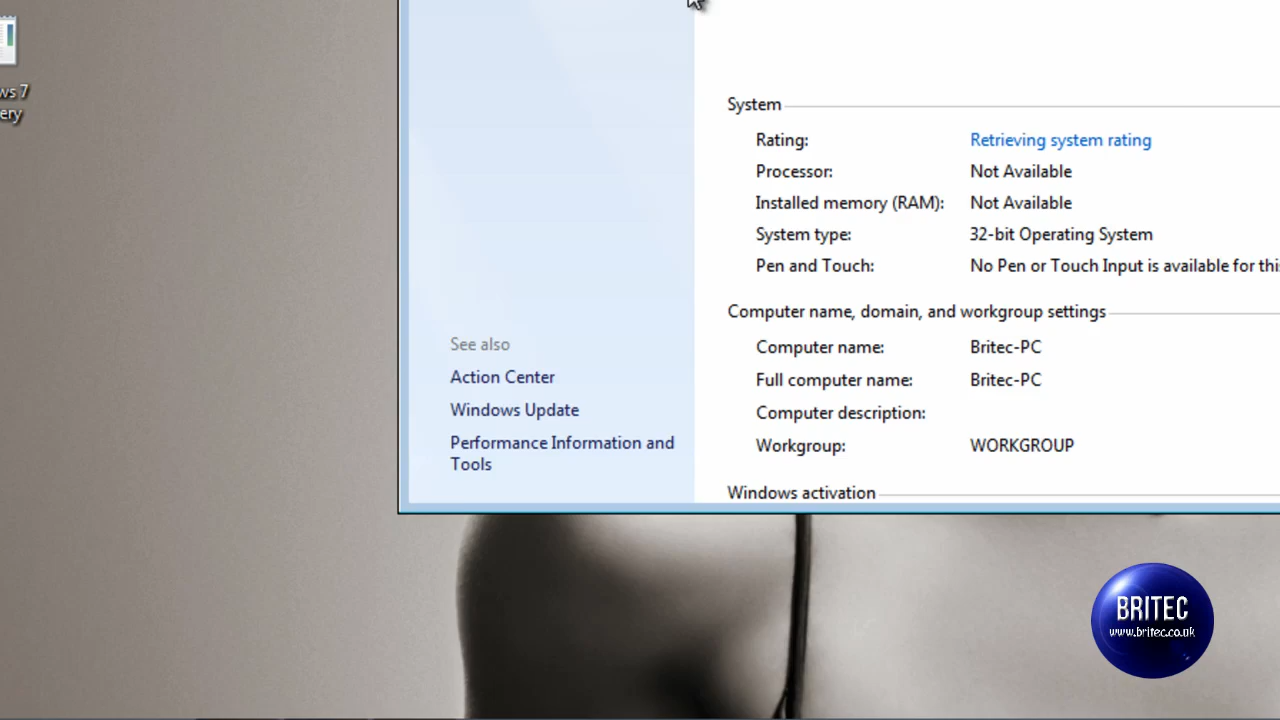 ws 7
ery
System
Rating: Retrieving system rating
Processor: Not Available
Installed memory (RAM): Not Available
System type: 32-bit Operating System
Pen and Touch: No Pen or Touch Input is available for this
Computer name, domain, and workgroup settings
Computer name: Britec-PC
Full computer name: Britec-PC
Computer description:
Workgroup: WORKGROUP
Windows activation
See also
Action Center
Windows Update
Performance Information and
Tools
BRITEC
www.britec.co.uk